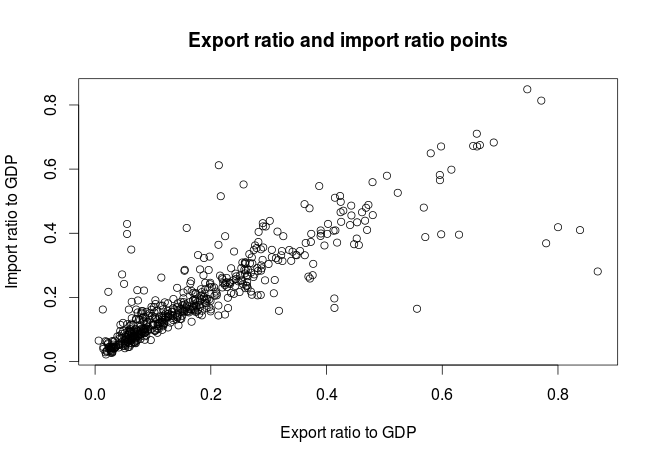 Export ratio and import ratio points
Import ratio to GDP
0.8
0.6
0.4
0.2
0.0
0.0 0.2 0.4 0.6 0.8
Export ratio to GDP